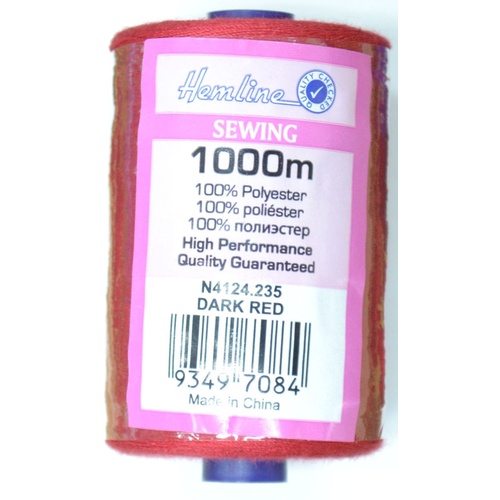 Hemline
QUALITY CHECKED
SEWING
1000m
100% Polyester
100% poliéster
100% полиэстер
High Performance
Quality Guaranteed
N4124.235
DARK RED
9349 7084
Made in China